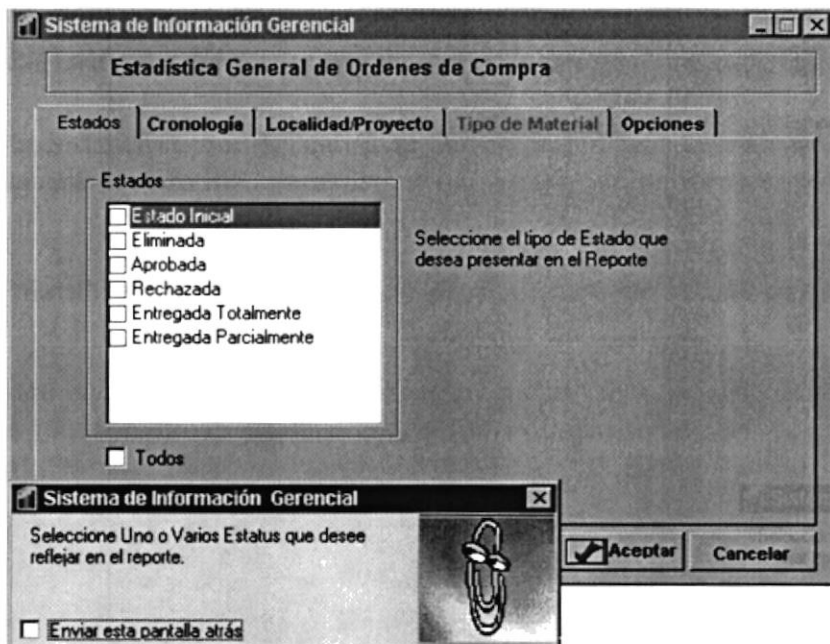 Sistema de Información Gerencial
Estadística General de Ordenes de Compra
Estados Cronología Localidad/Proyecto Tipo de Material Opciones
Estados
Estado Inicial
Eliminada
Aprobada
Rechazada
Entregada Totalmente
Entregada Parcialmente
Seleccione el tipo de Estado que
desea presentar en el Reporte
Todos
Sistema de Información Gerencial
Seleccione Uno o Varios Estatus que desee
reflejar en el reporte.
Enviar esta pantalla atrás
Aceptar Cancelar